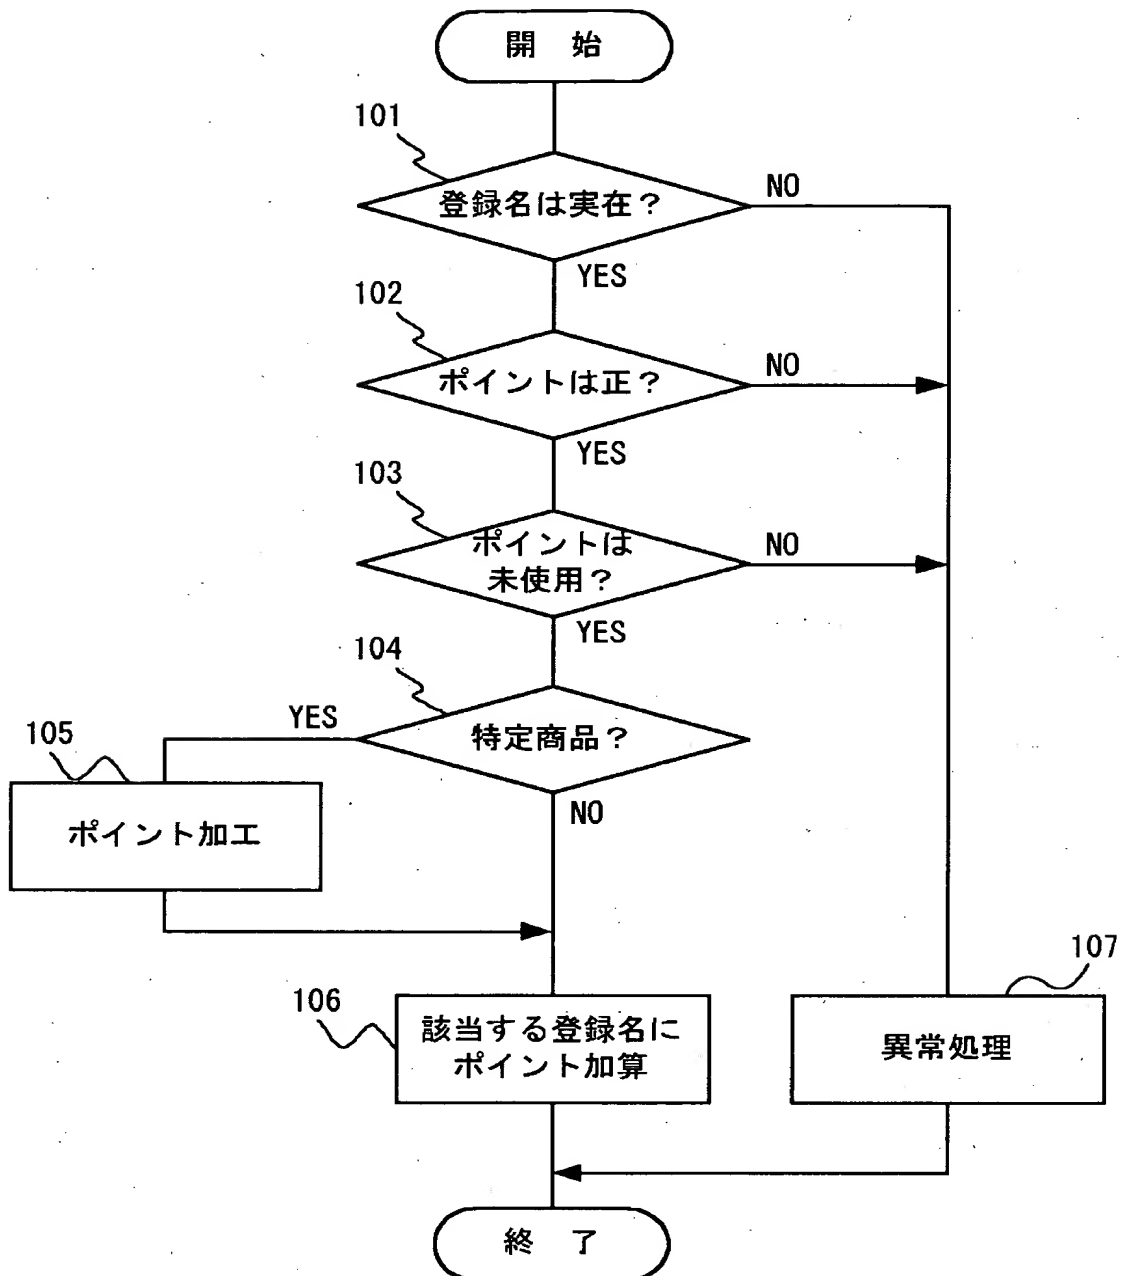 開 始
101
登録名は実在?
NO
YES
102
ポイントは正?
NO
YES
103
ポイントは
未使用?
NO
YES
104
特定商品?
YES
NO
105
ポイント加工
106
該当する登録名に
ポイント加算
107
異常処理
終 了